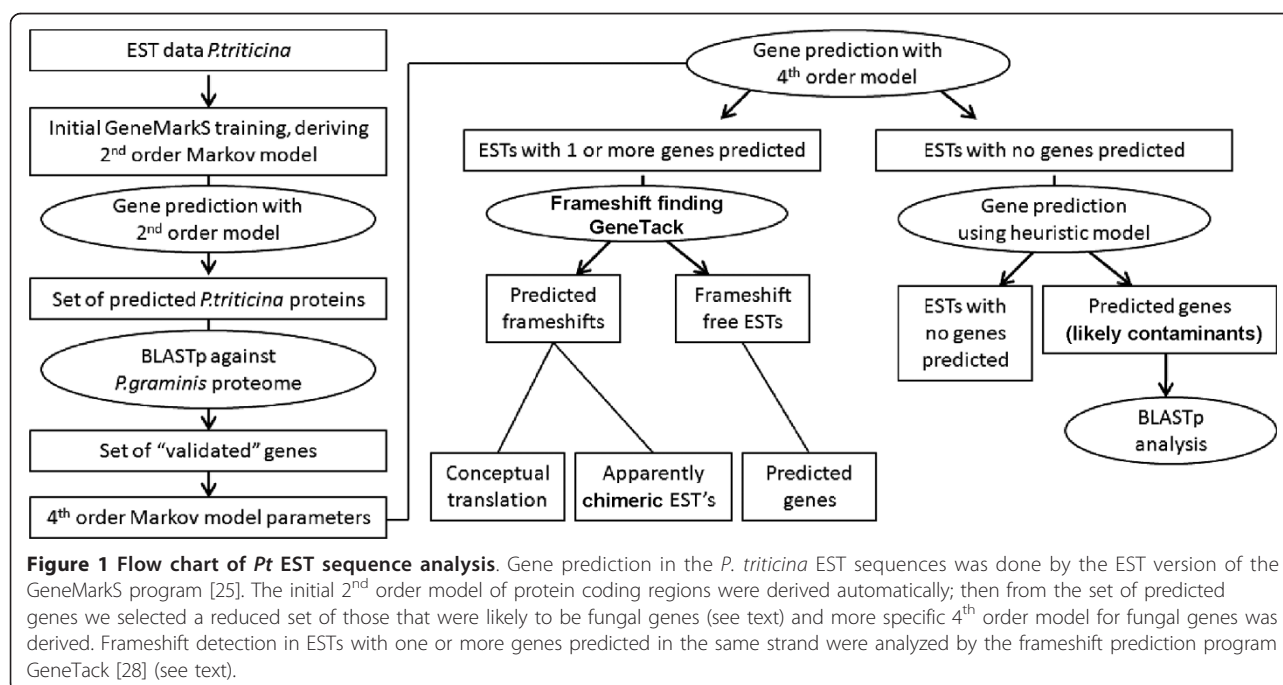 EST data P.triticina
Initial GeneMarkS training, deriving
2nd order Markov model
Gene prediction with
2nd order model
Set of predicted P.triticina proteins
BLASTp against
P.graminis proteome
Set of “validated” genes
4th order Markov model parameters
Gene prediction with
4th order model
ESTs with 1 or more genes predicted
ESTs with no genes predicted
Frameshift finding
GeneTack
Gene prediction
using heuristic model
Predicted
frameshifts
Frameshift
free ESTs
ESTs with
no genes
predicted
Predicted genes
(likely contaminants)
Conceptual
translation
Apparently
chimeric EST's
Predicted
genes
BLASTp
analysis
Figure 1 Flow chart of Pt EST sequence analysis. Gene prediction in the P. triticina EST sequences was done by the EST version of the
GeneMarkS program [25]. The initial 2nd order model of protein coding regions were derived automatically; then from the set of predicted
genes we selected a reduced set of those that were likely to be fungal genes (see text) and more specific 4th order model for fungal genes was
derived. Frameshift detection in ESTs with one or more genes predicted in the same strand were analyzed by the frameshift prediction program
GeneTack [28] (see text).